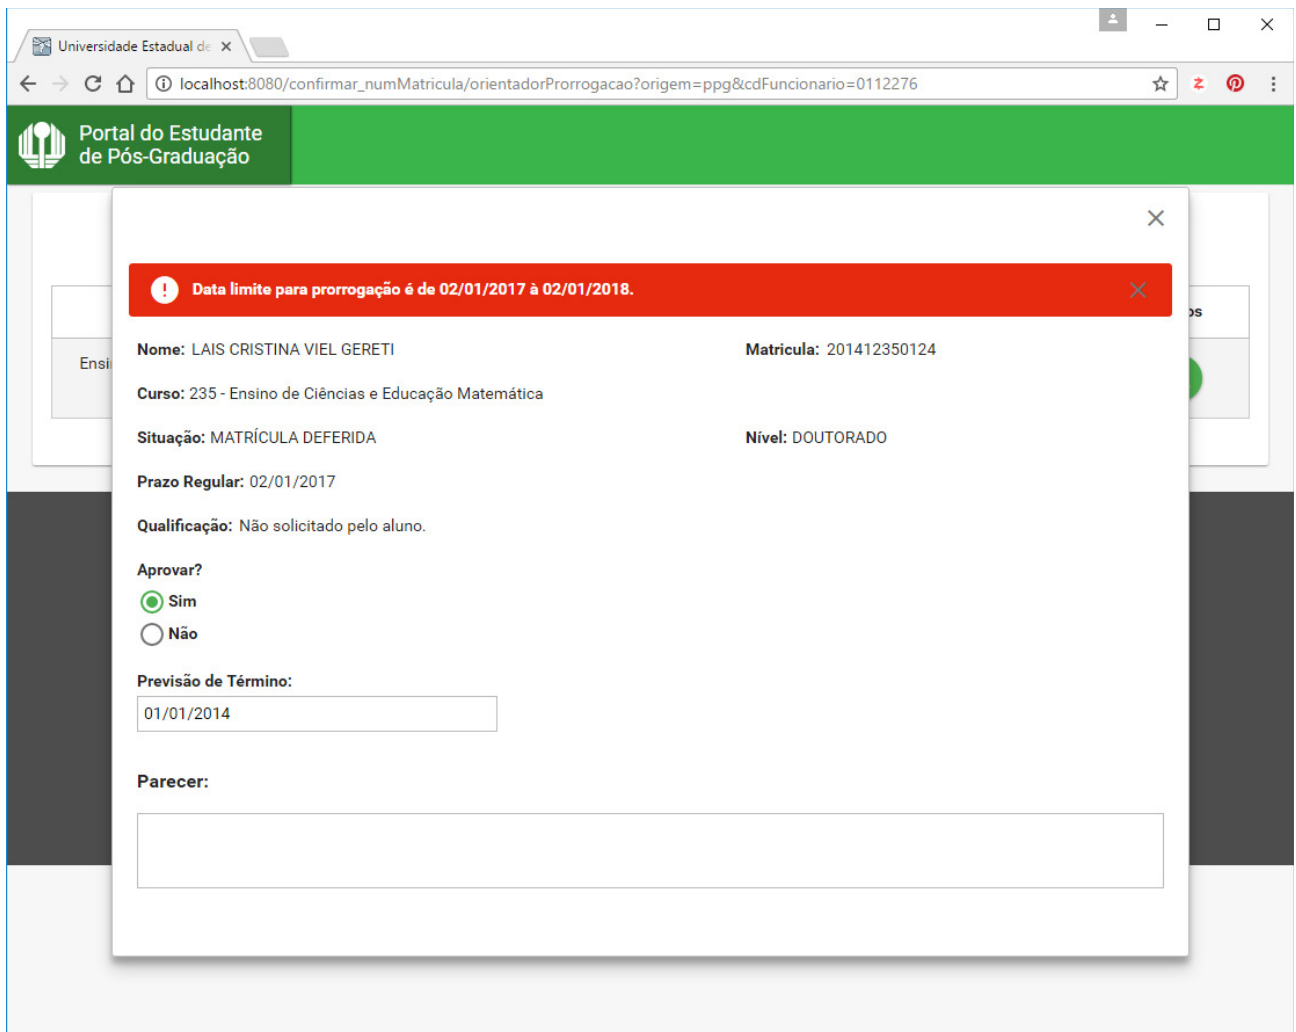 Universidade Estadual de
localhost:8080/confirmar_numMatricula/orientadorProrrogacao?origem=ppg&cdFuncionario=0112276
Portal do Estudante
de Pós-Graduação
Data limite para prorrogação é de 02/01/2017 à 02/01/2018.
os
Nome: LAIS CRISTINA VIEL GERETI Matricula: 201412350124
Ensi
Curso: 235 - Ensino de Ciências e Educação Matemática
Situação: MATRÍCULA DEFERIDA Nível: DOUTORADO
Prazo Regular: 02/01/2017
Qualificação: Não solicitado pelo aluno.
Aprovar?
Sim
Não
Previsão de Término:
01/01/2014
Parecer: